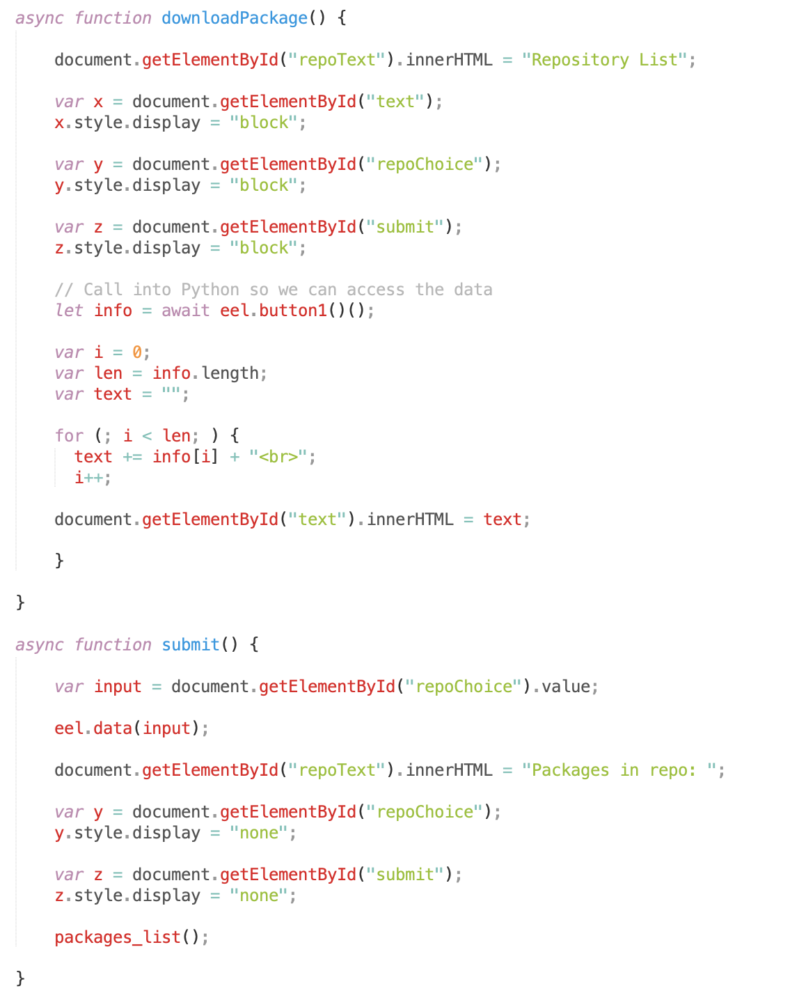 async function downloadPackage() {
document.getElementById("repoText").innerHTML = "Repository List";
var x = document.getElementById("text");
x.style.display = "block";
var y = document.getElementById("repoChoice");
y.style.display = "block";
var z = document.getElementById("submit");
z.style.display = "block";
// Call into Python so we can access the data
let info = await eel.button1()();
var i = 0;
var len = info.length;
var text = "";
for (; i < len; ) {
text += info[i] + "<br>";
i++;
document.getElementById("text").innerHTML = text;
}
}
async function submit() {
var input = document.getElementById("repoChoice").value;
eel.data(input);
document.getElementById("repoText").innerHTML = "Packages in repo: ";
var y = document.getElementById("repoChoice");
y.style.display = "none";
var z = document.getElementById("submit");
z.style.display = "none";
packages_list();
}